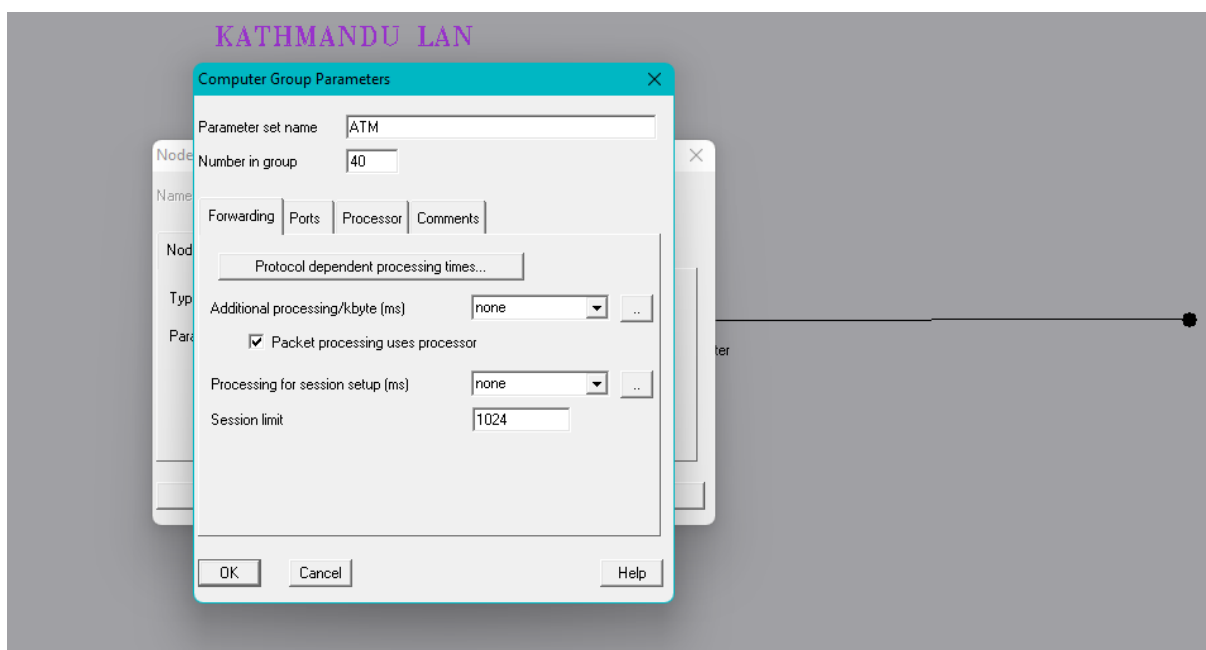 KATHMANDU LAN
Computer Group Parameters
Parameter set name ATM
Node
Number in group 40
Name
Forwarding Ports Processor Comments
Nod
Protocol dependent processing times...
Typ
Additional processing/kbyte (ms) none ..
Para
Packet processing uses processor
ter
Processing for session setup (ms) none ..
Session limit 1024
OK Cancel Help